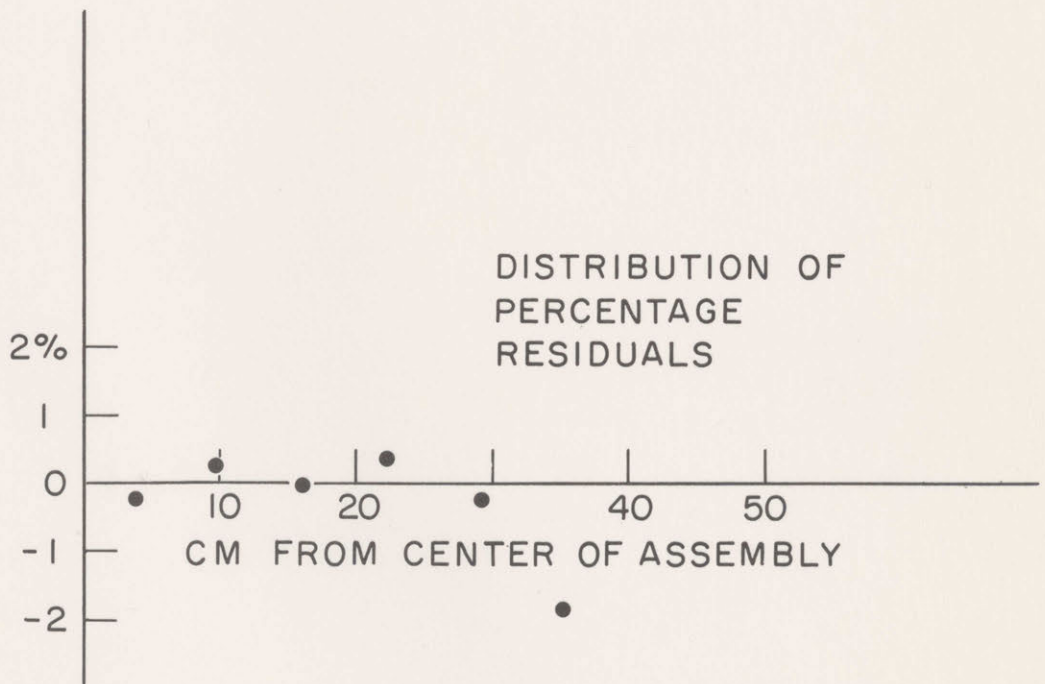 DISTRIBUTION OF
PERCENTAGE
RESIDUALS
2%
1
0
10 20 40 50
-1
CM FROM CENTER OF ASSEMBLY
-2